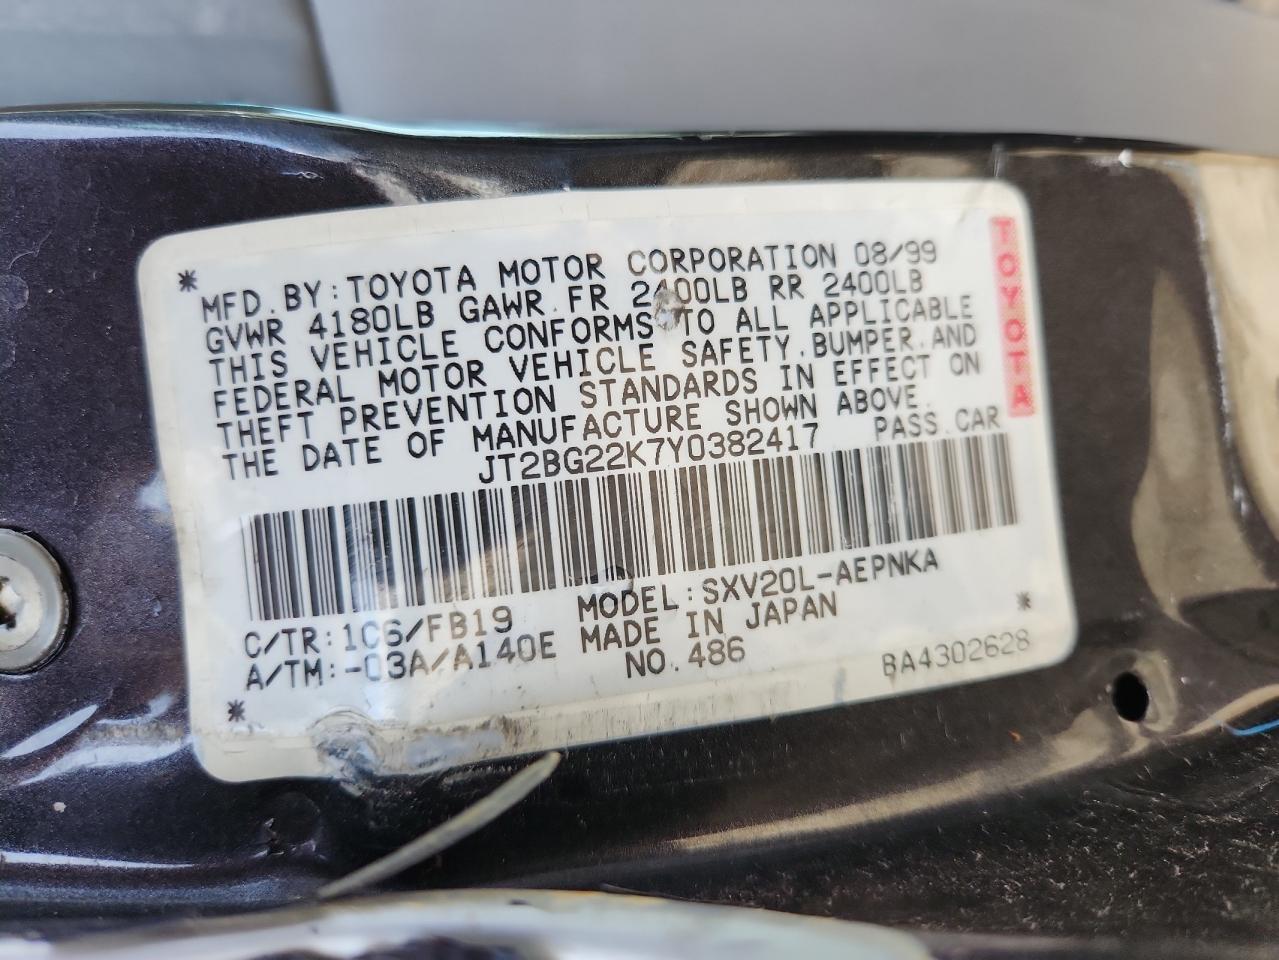 MFD.BY:TOYOTA MOTOR CORPORATION 08/99
GVWR 4180LB GAWR FR 2400LB RR 2400LB
THIS VEHICLE CONFORMS TO ALL APPLICABLE
FEDERAL MOTOR VEHICLE SAFETY,BUMPER,AND
THEFT PREVENTION STANDARDS IN EFFECT ON
THE DATE OF MANUFACTURE SHOWN ABOVE.
JT2BG22K7Y0382417 PASS.CAR
C/TR:1C6/FB19 MODEL:SXV20L-AEPNKA
A/TM:-03A/A140E MADE IN JAPAN
NO.486 BA4302628
TOYOTA